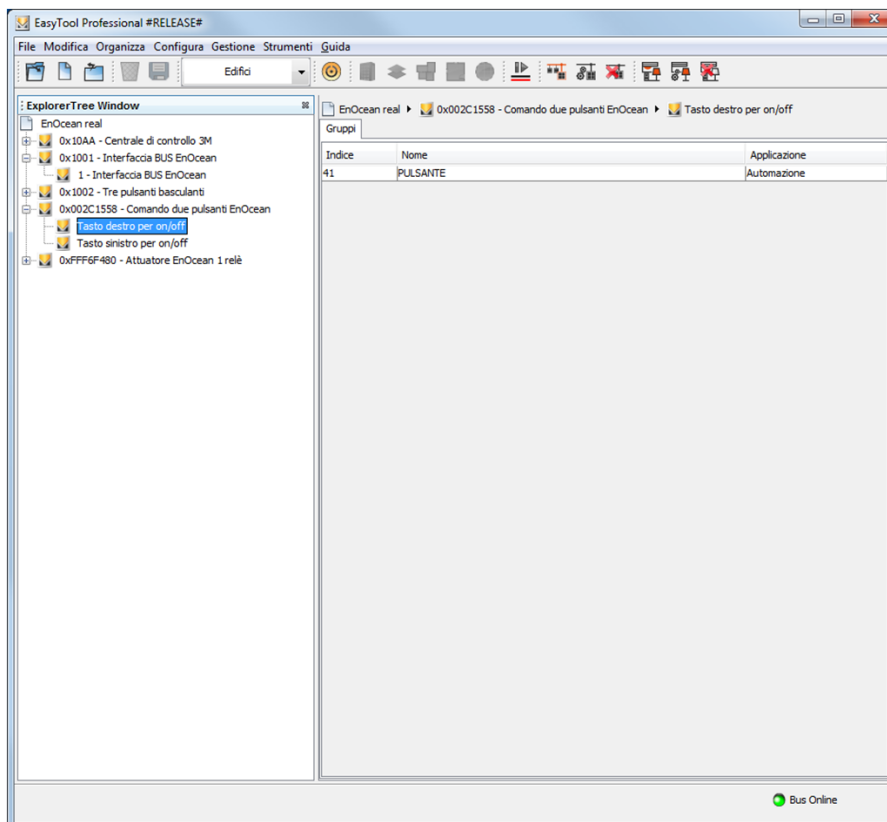 EasyTool Professional #RELEASE#
File Modifica Organizza Configura Gestione Strumenti Guida
Edifici
ExplorerTree Window
EnOcean real
0x10AA - Centrale di controllo 3M
0x1001 - Interfaccia BUS EnOcean
1 - Interfaccia BUS EnOcean
0x1002 - Tre pulsanti basculanti
0x002C1558 - Comando due pulsanti EnOcean
Tasto destro per on/off
Tasto sinistro per on/off
0xFFF6F480 - Attuatore EnOcean 1 relè
EnOcean real 0x002C1558 - Comando due pulsanti EnOcean Tasto destro per on/off
Gruppi
Indice Nome Applicazione
41 PULSANTE Automazione
Bus Online